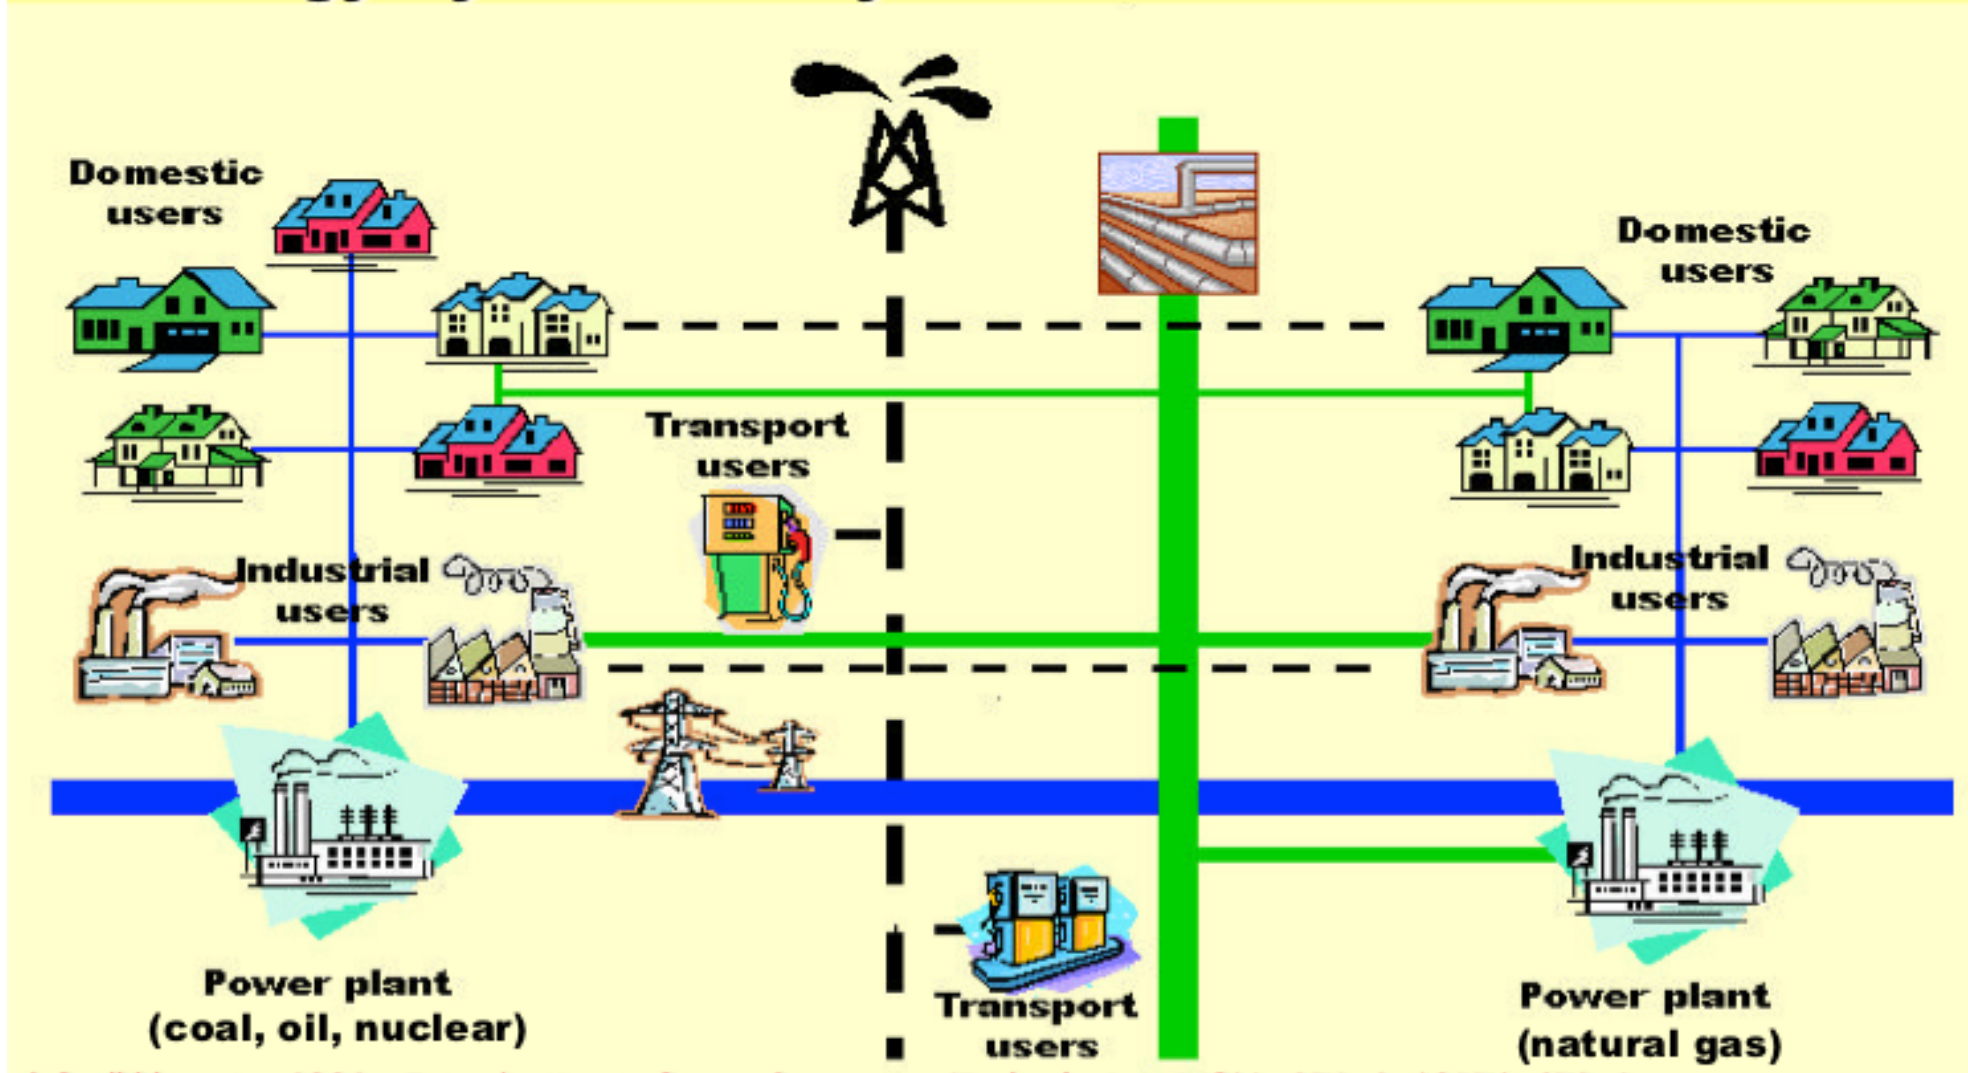 Domestic
users
Domestic
users
Transport
users
Industrial
users
Industrial
users
Transport
users
Power plant
(coal, oil, nuclear)
Power plant
(natural gas)